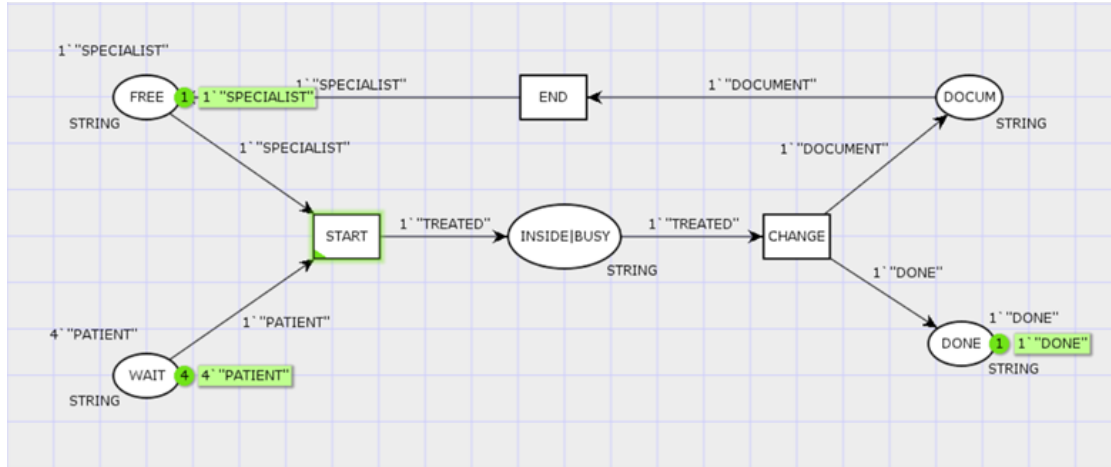 1`"SPECIALIST"
FREE
1
1`"SPECIALIST"
1`"SPECIALIST"
END
1`"DOCUMENT"
DOCUM
STRING
STRING
1`"SPECIALIST"
1`"DOCUMENT"
START
1`"TREATED"
INSIDE|BUSY
1`"TREATED"
CHANGE
STRING
1`"DONE"
4`"PATIENT"
1`"PATIENT"
1`"DONE"
DONE
1
1`"DONE"
STRING
WAIT
4
4`"PATIENT"
STRING